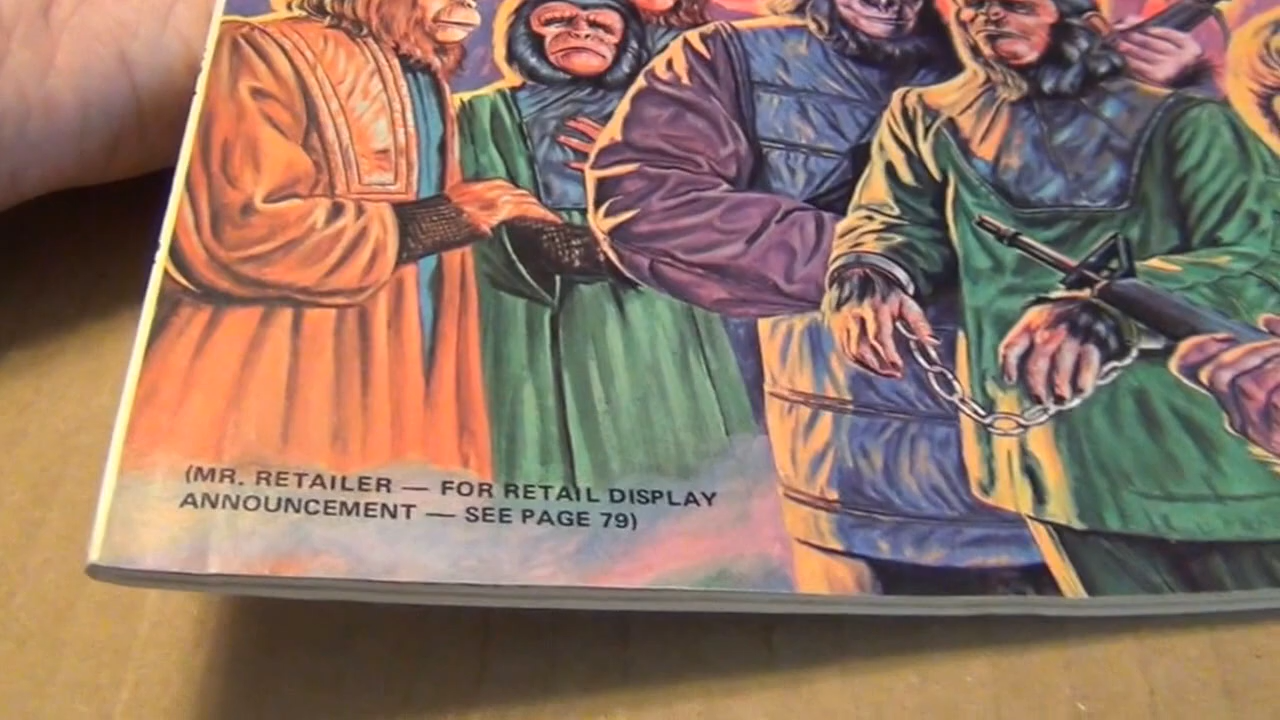 (MR. RETAILER — FOR RETAIL DISPLAY
ANNOUNCEMENT — SEE PAGE 79)